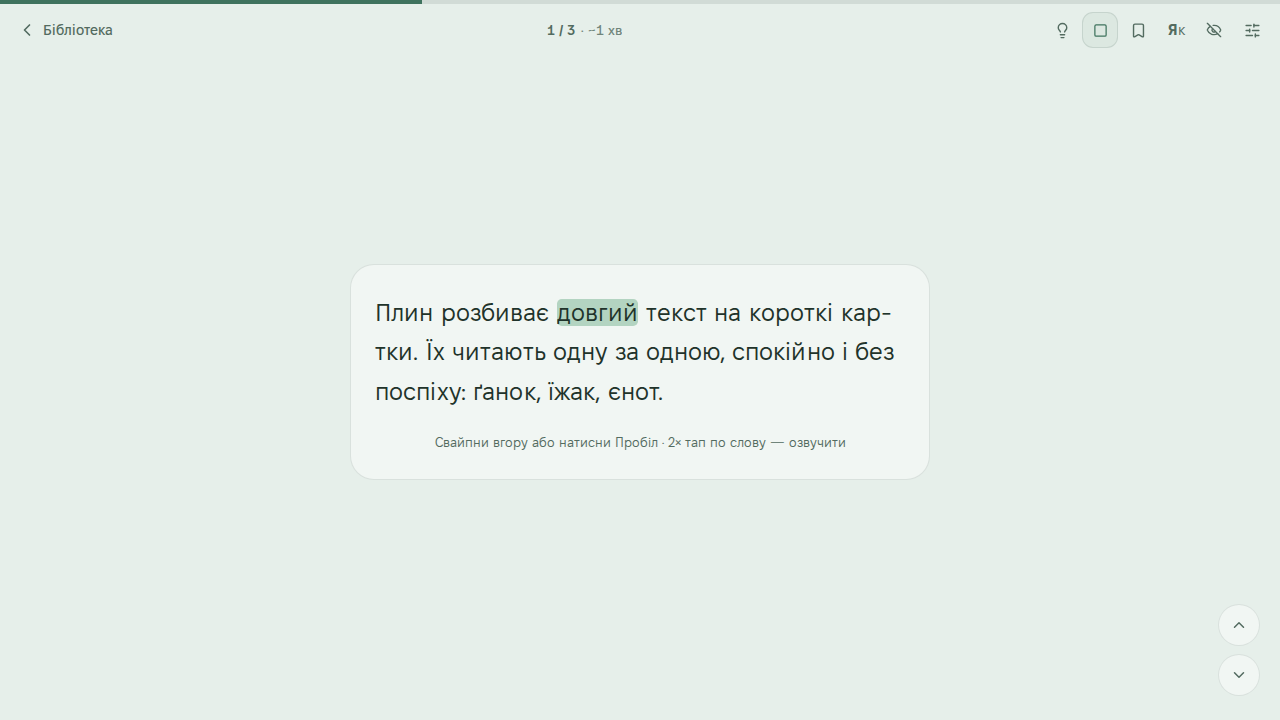 Бібліотека
1 / 3 · ~1 хв
Як
Плин розбиває довгий текст на короткі кар-
тки. Їх читають одну за одною, спокійно і без
поспіху: ґанок, їжак, єнот.
Свайпни вгору або натисни Пробіл · 2× тап по слову — озвучити